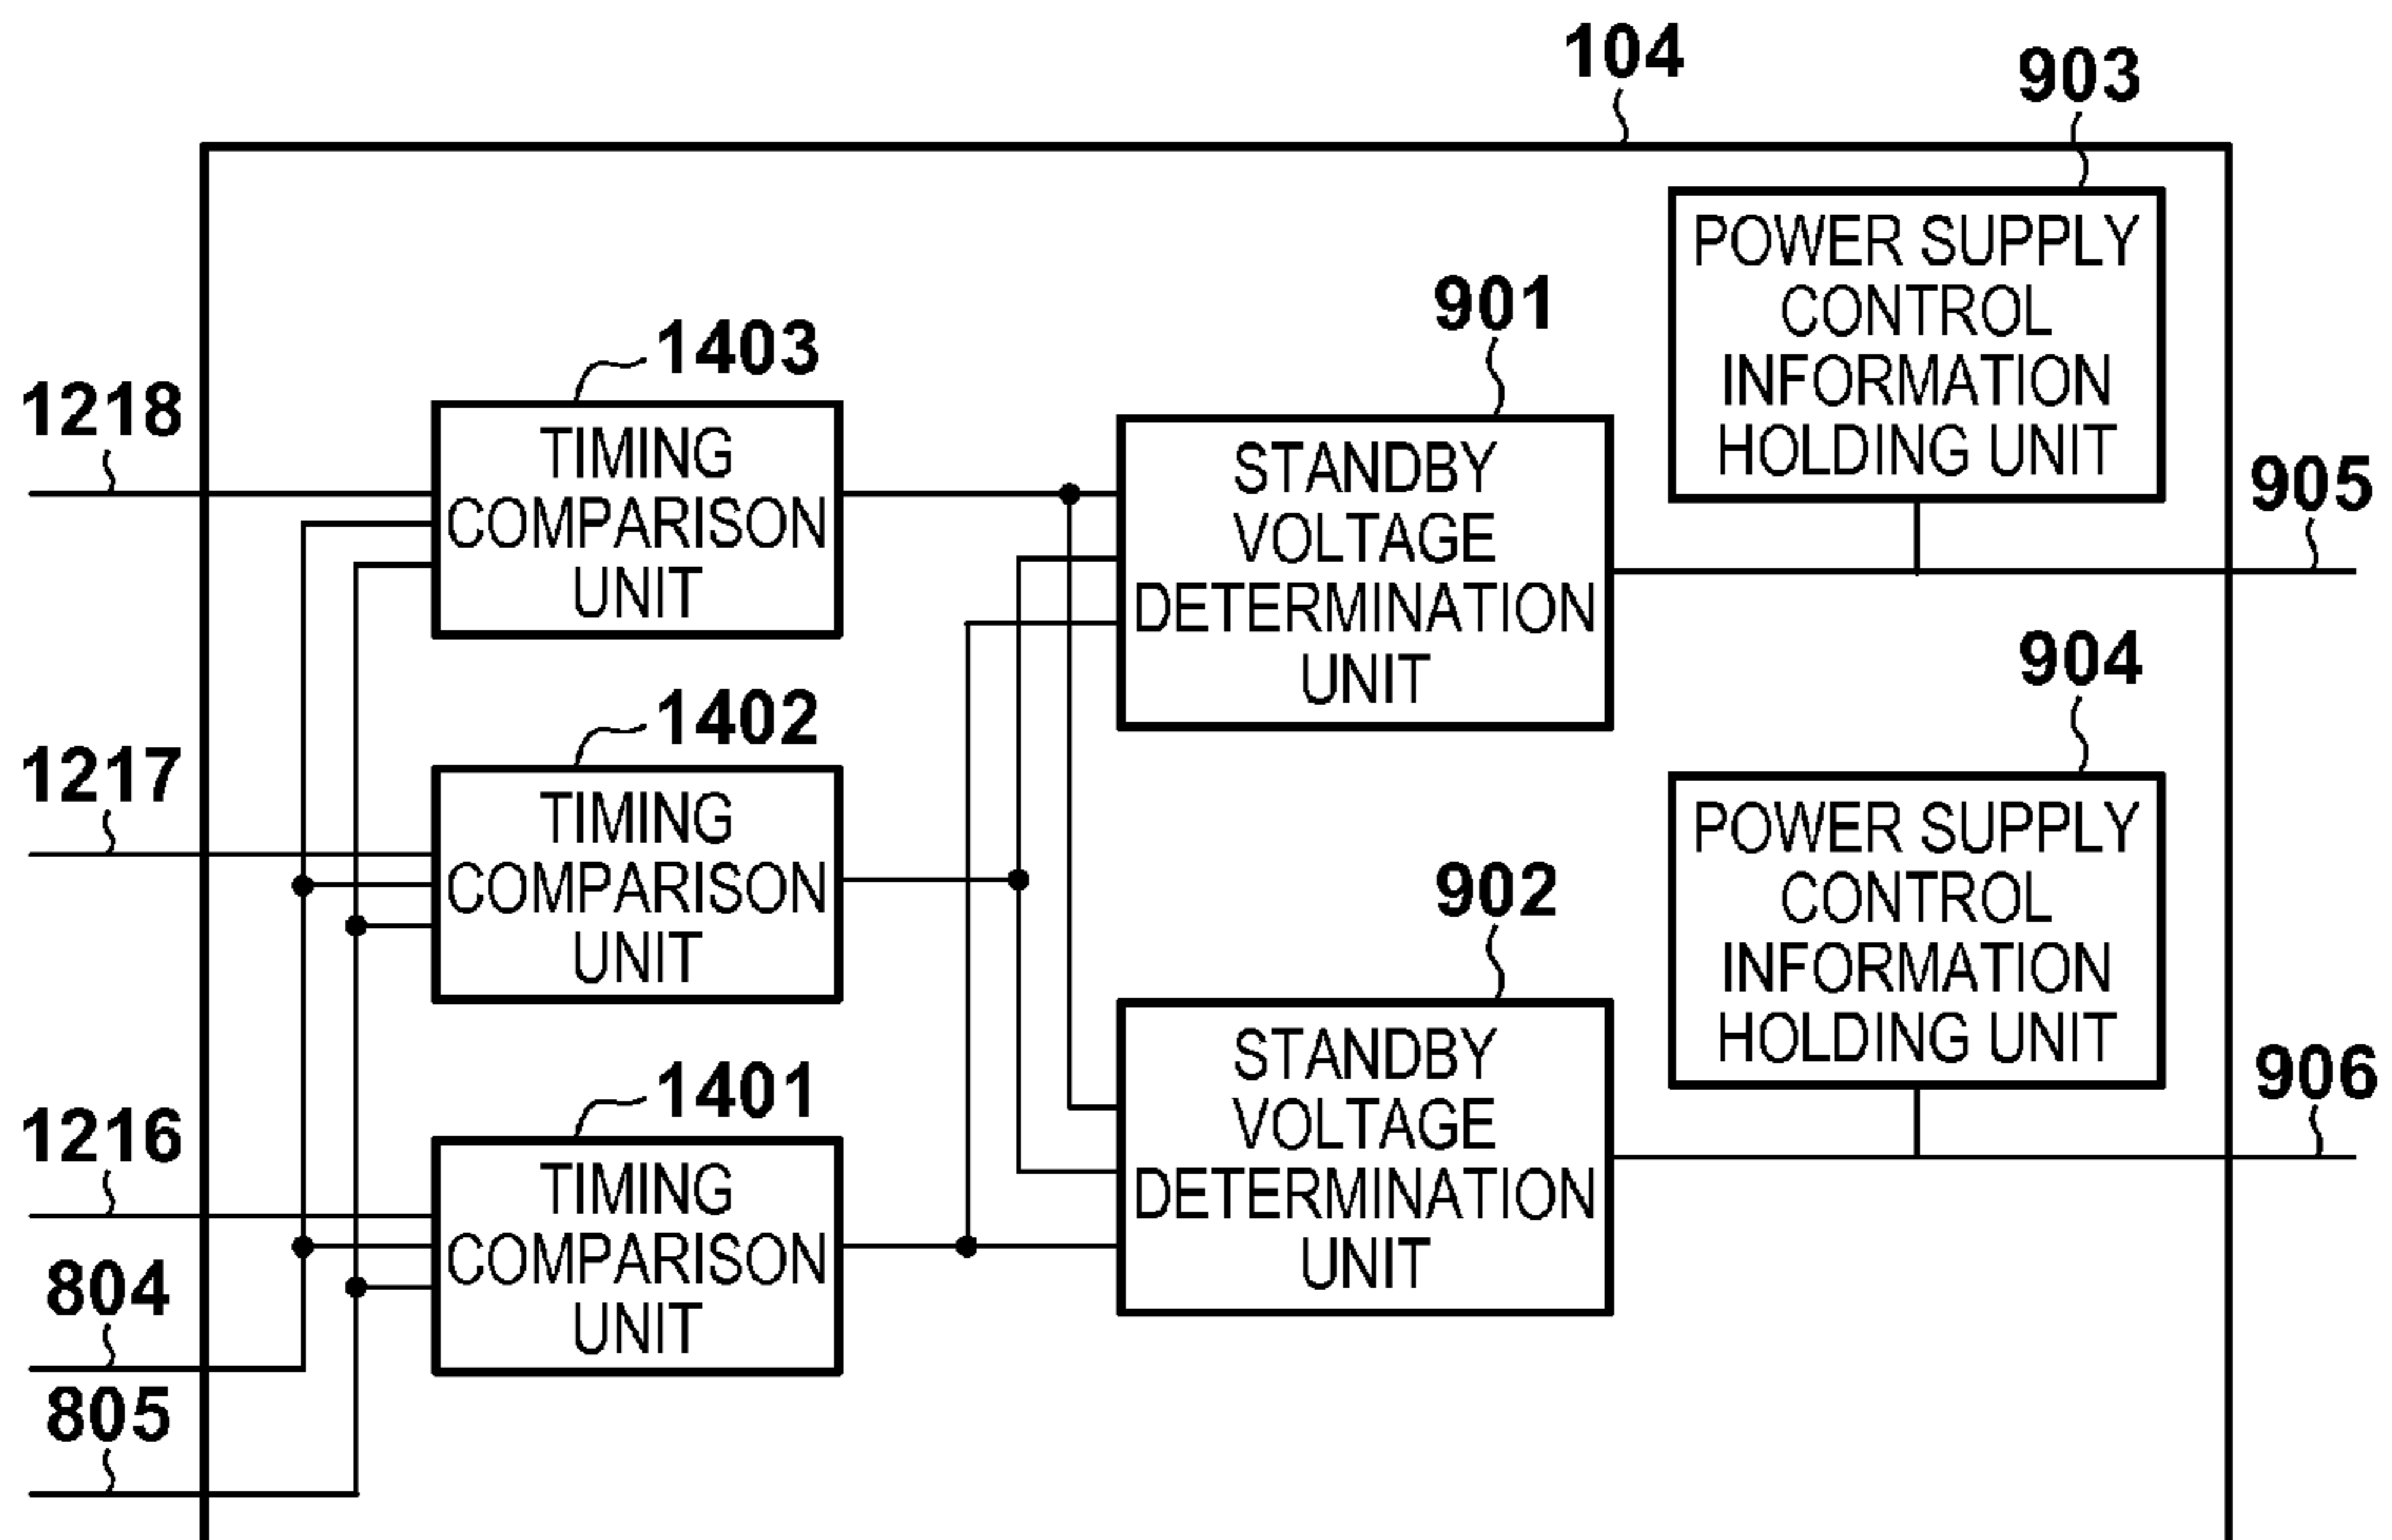 104
903
POWER SUPPLY
CONTROL
INFORMATION
HOLDING UNIT
901
1403
1218
TIMING
COMPARISON
UNIT
STANDBY
VOLTAGE
DETERMINATION
UNIT
905
904
1402
1217
TIMING
COMPARISON
UNIT
POWER SUPPLY
CONTROL
INFORMATION
HOLDING UNIT
902
1401
1216
STANDBY
VOLTAGE
DETERMINATION
UNIT
906
TIMING
COMPARISON
UNIT
804
805